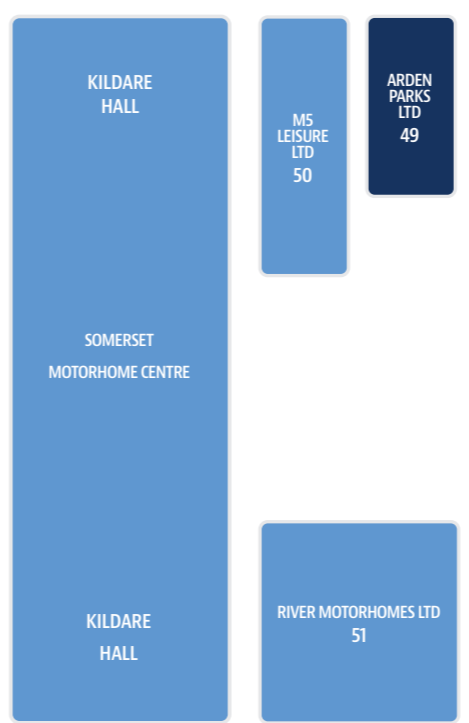 KILDARE
HALL
SOMERSET
MOTORHOME CENTRE
KILDARE
HALL
M5
LEISURE
LTD
50
ARDEN
PARKS
LTD
49
RIVER MOTORHOMES LTD
51